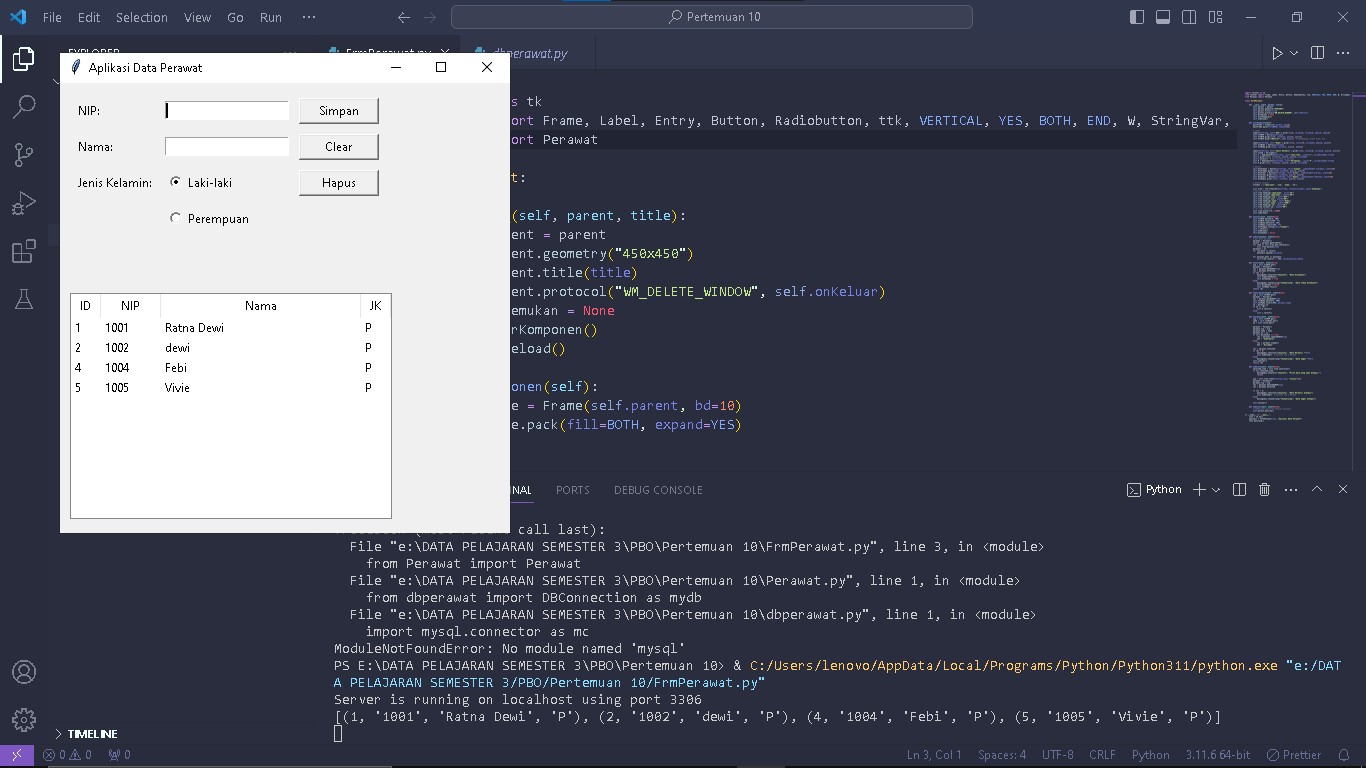 File Edit Selection View Go Run ··· Pertemuan 10
EXPLORER
FrmPerawat.py
dbperawat.py
Aplikasi Data Perawat
NIP:
Simpan
Nama:
Clear
Jenis Kelamin:
Laki-laki
Hapus
Perempuan
ID NIP Nama JK
1 1001 Ratna Dewi P
2 1002 dewi P
4 1004 Febi P
5 1005 Vivie P
s tk
ort Frame, Label, Entry, Button, Radiobutton, ttk, VERTICAL, YES, BOTH, END, W, StringVar,
ort Perawat
t:
(self, parent, title):
ent = parent
ent.geometry("450x450")
ent.title(title)
ent.protocol("WM_DELETE_WINDOW", self.onKeluar)
emukan = None
rKomponen()
eload()
onen(self):
e = Frame(self.parent, bd=10)
e.pack(fill=BOTH, expand=YES)
NAL PORTS DEBUG CONSOLE
Python
call last):
File "e:\DATA PELAJARAN SEMESTER 3\PBO\Pertemuan 10\FrmPerawat.py", line 3, in <module>
from Perawat import Perawat
File "e:\DATA PELAJARAN SEMESTER 3\PBO\Pertemuan 10\Perawat.py", line 1, in <module>
from dbperawat import DBConnection as mydb
File "e:\DATA PELAJARAN SEMESTER 3\PBO\Pertemuan 10\dbperawat.py", line 1, in <module>
import mysql.connector as mc
ModuleNotFoundError: No module named 'mysql'
PS E:\DATA PELAJARAN SEMESTER 3\PBO\Pertemuan 10> & C:/Users/lenovo/AppData/Local/Programs/Python/Python311/python.exe "e:/DAT
A PELAJARAN SEMESTER 3/PBO/Pertemuan 10/FrmPerawat.py"
Server is running on localhost using port 3306
[(1, '1001', 'Ratna Dewi', 'P'), (2, '1002', 'dewi', 'P'), (4, '1004', 'Febi', 'P'), (5, '1005', 'Vivie', 'P')]
TIMELINE
0 0 0 Ln 3, Col 1 Spaces: 4 UTF-8 CRLF Python 3.11.6 64-bit Prettier